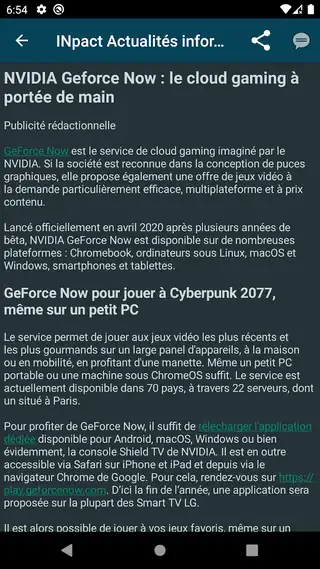 6:54
INpact Actualités infor...
NVIDIA Geforce Now : le cloud gaming à
portée de main
Publicité rédactionnelle
GeForce Now est le service de cloud gaming imaginé par le
NVIDIA. Si la société est reconnue dans la conception de puces
graphiques, elle propose également une offre de jeux vidéo à
la demande particulièrement efficace, multiplateforme et à prix
contenu.
Lancé officiellement en avril 2020 après plusieurs années de
bêta, NVIDIA GeForce Now est disponible sur de nombreuses
plateformes : Chromebook, ordinateurs sous Linux, macOS et
Windows, smartphones et tablettes.
GeForce Now pour jouer à Cyberpunk 2077,
même sur un petit PC
Le service permet de jouer aux jeux vidéo les plus récents et
les plus gourmands sur un large panel d'appareils, à la maison
ou en mobilité, en profitant d'une manette. Même un petit PC
portable ou une machine sous ChromeOS suffit. Le service est
actuellement disponible dans 70 pays, à travers 22 serveurs, dont
un situé à Paris.
Pour profiter de GeForce Now, il suffit de télécharger l'application
dédiée disponible pour Android, macOS, Windows ou bien
évidemment, la console Shield TV de NVIDIA. Il est en outre
accessible via Safari sur iPhone et iPad et depuis via le
navigateur Chrome de Google. Pour cela, rendez-vous sur https://
play.geforcenow.com. D'ici la fin de l'année, une application sera
proposée sur la plupart des Smart TV LG.
Il est alors possible de jouer à vos jeux favoris, même sur un